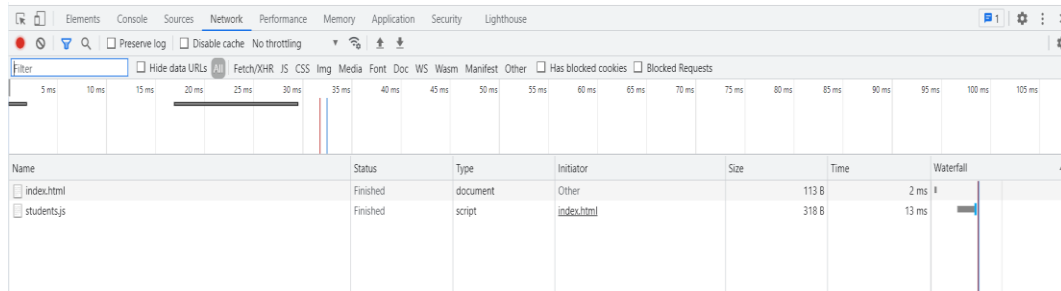 Elements Console Sources Network Performance Memory Application Security Lighthouse 1
Preserve log Disable cache No throttling
Filter Hide data URLs All Fetch/XHR JS CSS Img Media Font Doc WS Wasm Manifest Other Has blocked cookies Blocked Requests
5 ms 10 ms 15 ms 20 ms 25 ms 30 ms 35 ms 40 ms 45 ms 50 ms 55 ms 60 ms 65 ms 70 ms 75 ms 80 ms 85 ms 90 ms 95 ms 100 ms 105 ms
Name Status Type Initiator Size Time Waterfall
index.html Finished document Other 113 B 2 ms
students.js Finished script index.html 318 B 13 ms